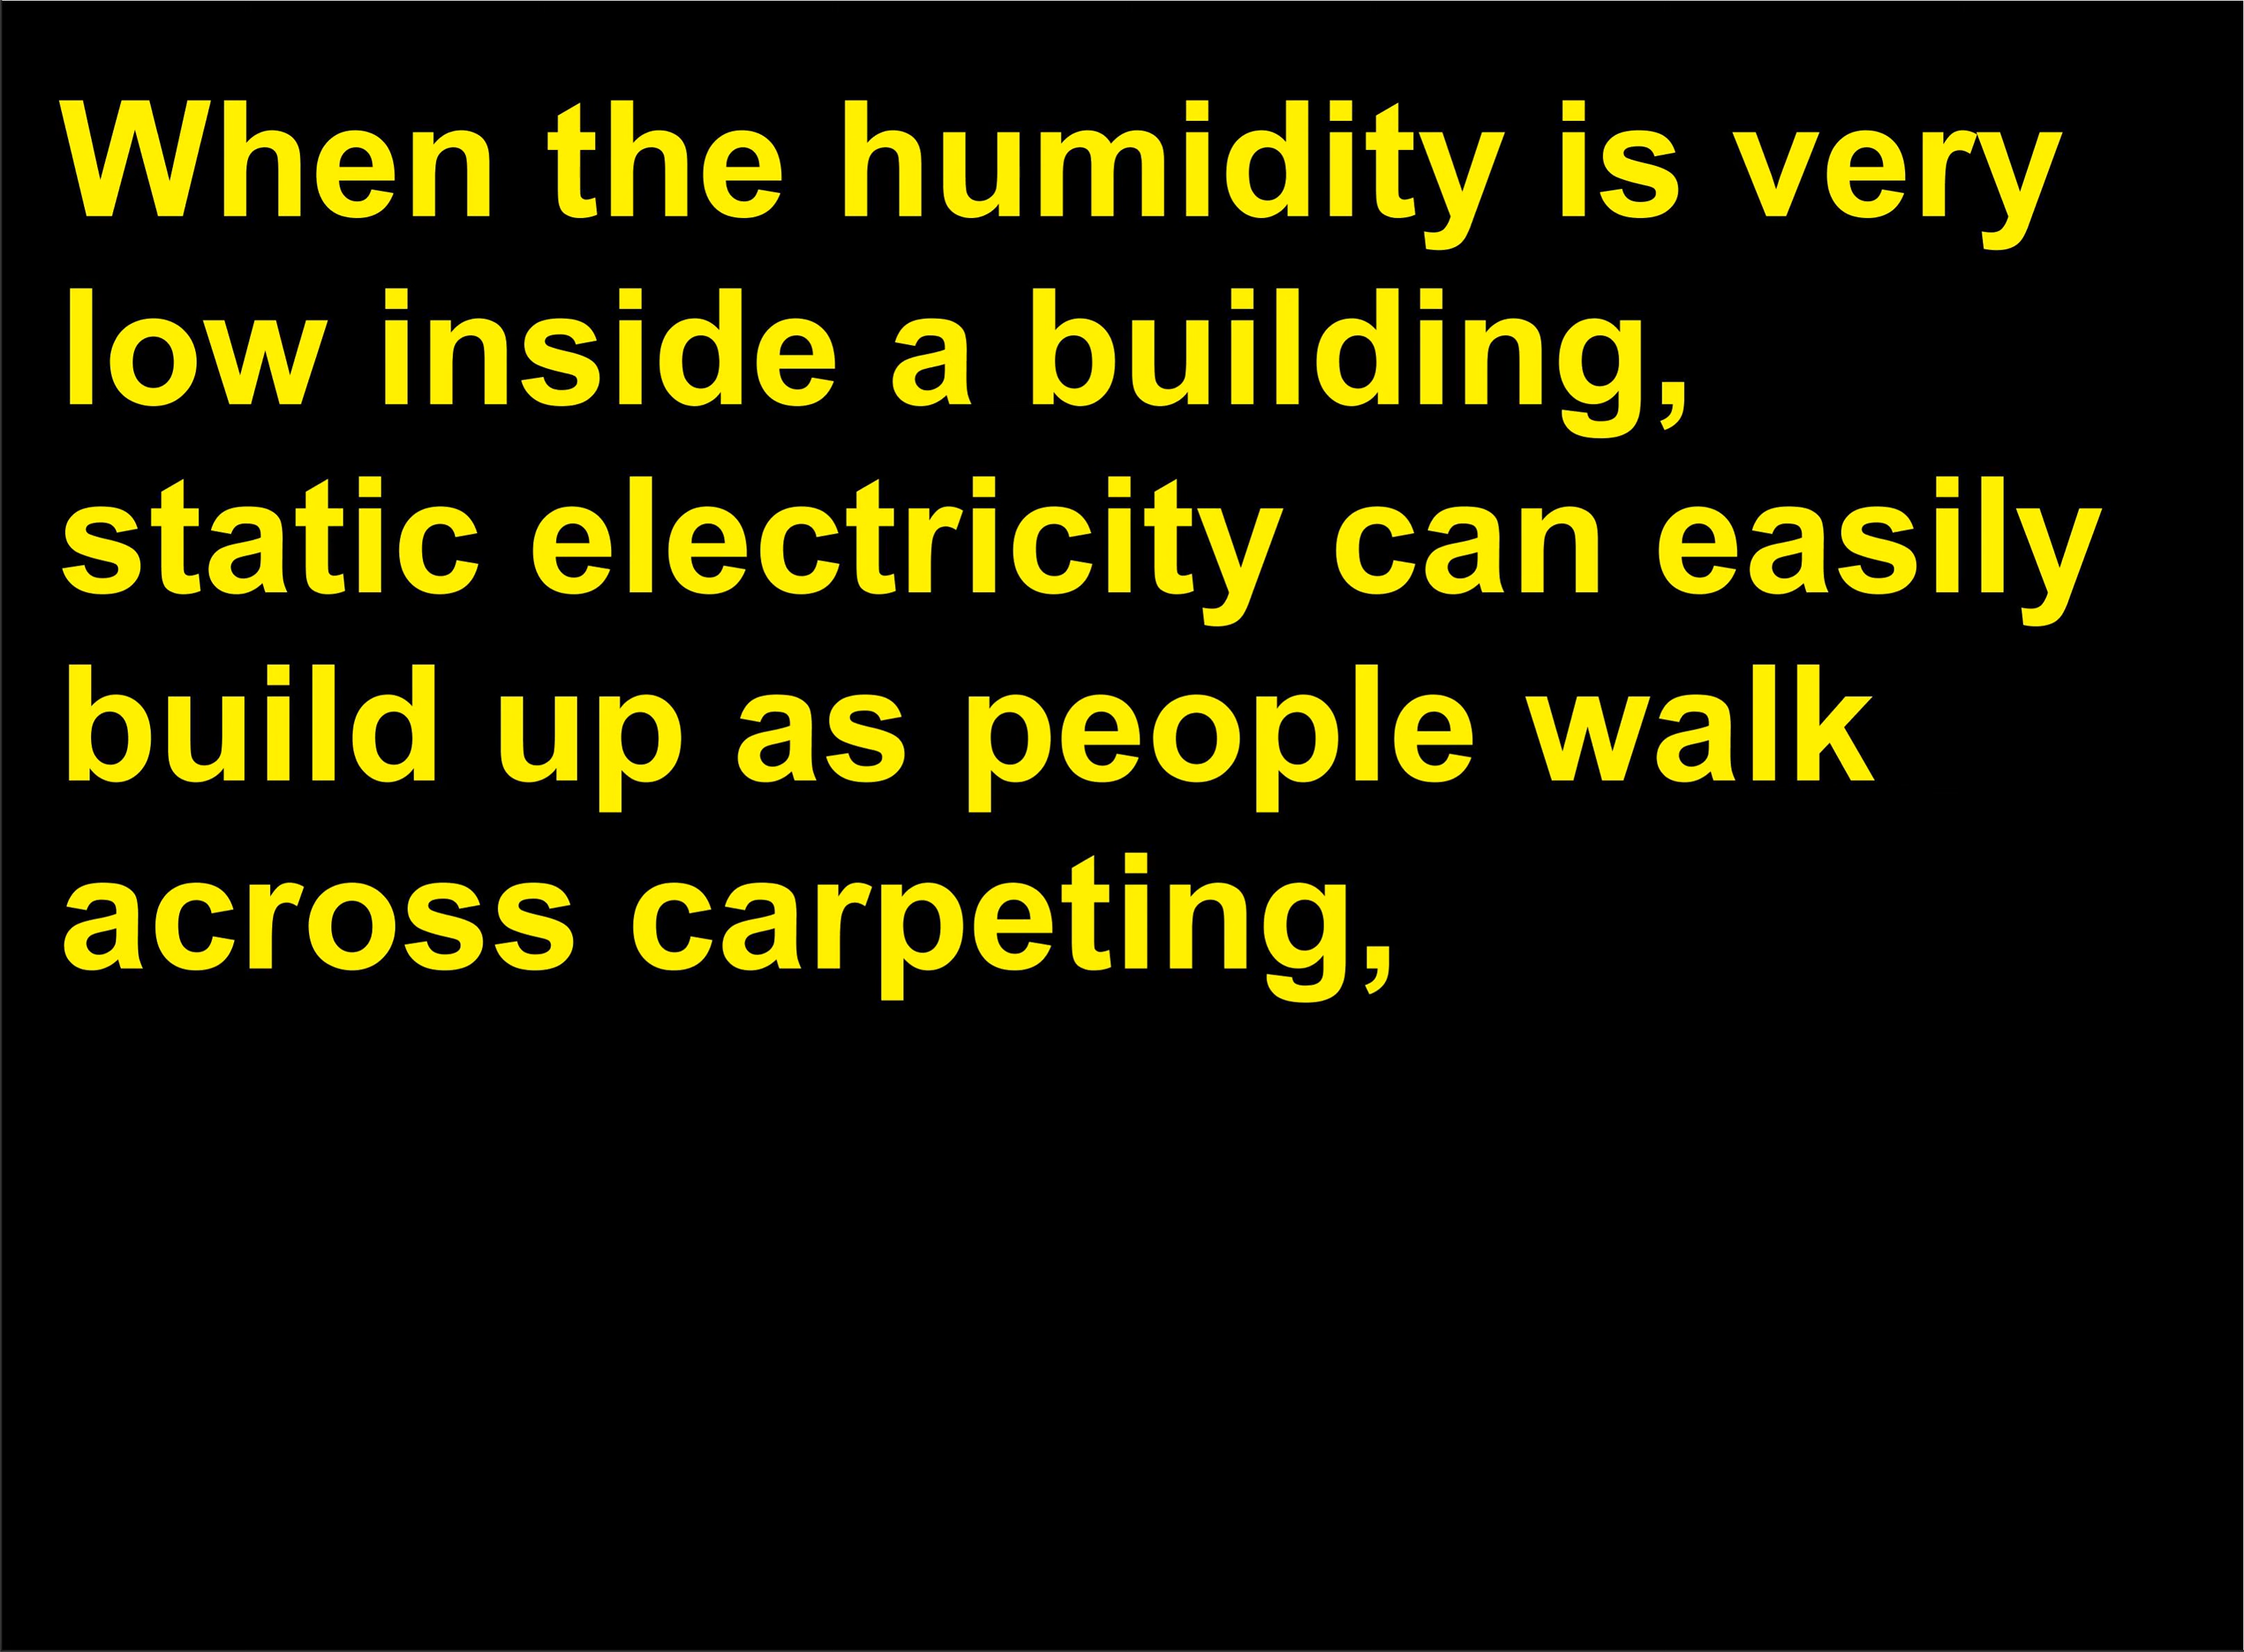 When the humidity is very
low inside a building,
static electricity can easily
build up as people walk
across carpeting,